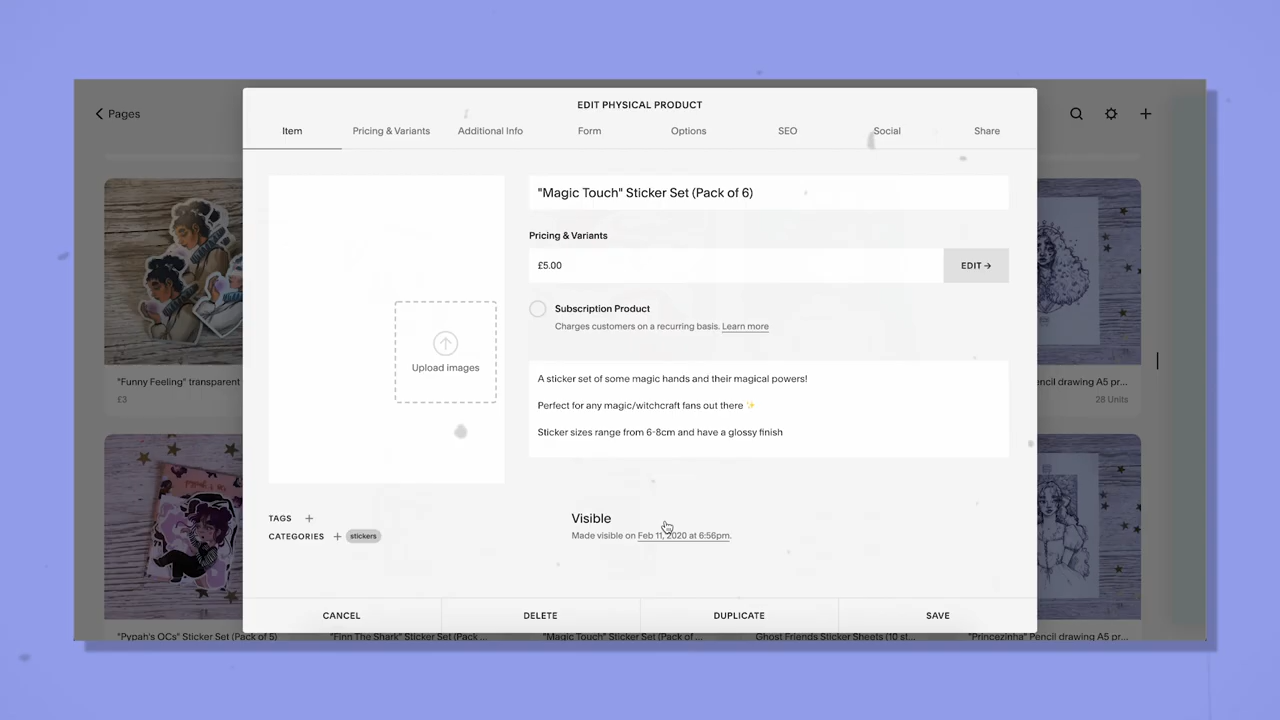 Pages
EDIT PHYSICAL PRODUCT
Item
Pricing & Variants
Additional Info
Form
Options
SEO
Social
Share
"Magic Touch" Sticker Set (Pack of 6)
Pricing & Variants
£5.00
EDIT →
Subscription Product
Charges customers on a recurring basis. Learn more
Upload images
A sticker set of some magic hands and their magical powers!
Perfect for any magic/witchcraft fans out there ✨
Sticker sizes range from 6-8cm and have a glossy finish
"Funny Feeling" transparent
£3
encil drawing A5 pr...
28 Units
TAGS +
CATEGORIES + stickers
Visible
Made visible on Feb 11, 2020 at 6:56pm.
CANCEL
DELETE
DUPLICATE
SAVE
"Pypah's OCs" Sticker Set (Pack of 5)
"Finn The Shark" Sticker Set (Pack ...
"Magic Touch" Sticker Set (Pack of ...
Ghost Friends Sticker Sheets (10 st...
"Princezinha" Pencil drawing A5 pr...